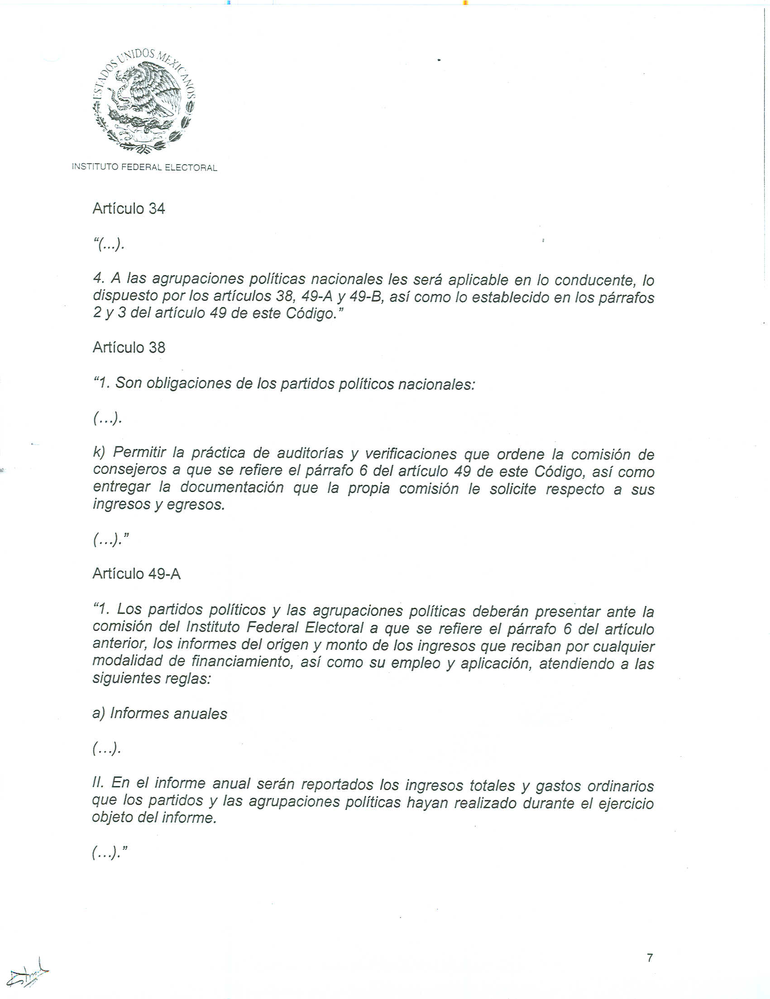 ESTADOS UNIDOS MEXICANOS
INSTITUTO FEDERAL ELECTORAL
Artículo 34
“(...).
4. A las agrupaciones políticas nacionales les será aplicable en lo conducente, lo
dispuesto por los artículos 38, 49-A y 49-B, así como lo establecido en los párrafos
2 y 3 del artículo 49 de este Código.”
Artículo 38
“1. Son obligaciones de los partidos políticos nacionales:
(...).
k) Permitir la práctica de auditorías y verificaciones que ordene la comisión de
consejeros a que se refiere el párrafo 6 del artículo 49 de este Código, así como
entregar la documentación que la propia comisión le solicite respecto a sus
ingresos y egresos.
(...).”
Artículo 49-A
“1. Los partidos políticos y las agrupaciones políticas deberán presentar ante la
comisión del Instituto Federal Electoral a que se refiere el párrafo 6 del artículo
anterior, los informes del origen y monto de los ingresos que reciban por cualquier
modalidad de financiamiento, así como su empleo y aplicación, atendiendo a las
siguientes reglas:
a) Informes anuales
(...).
II. En el informe anual serán reportados los ingresos totales y gastos ordinarios
que los partidos y las agrupaciones políticas hayan realizado durante el ejercicio
objeto del informe.
(...).”
7